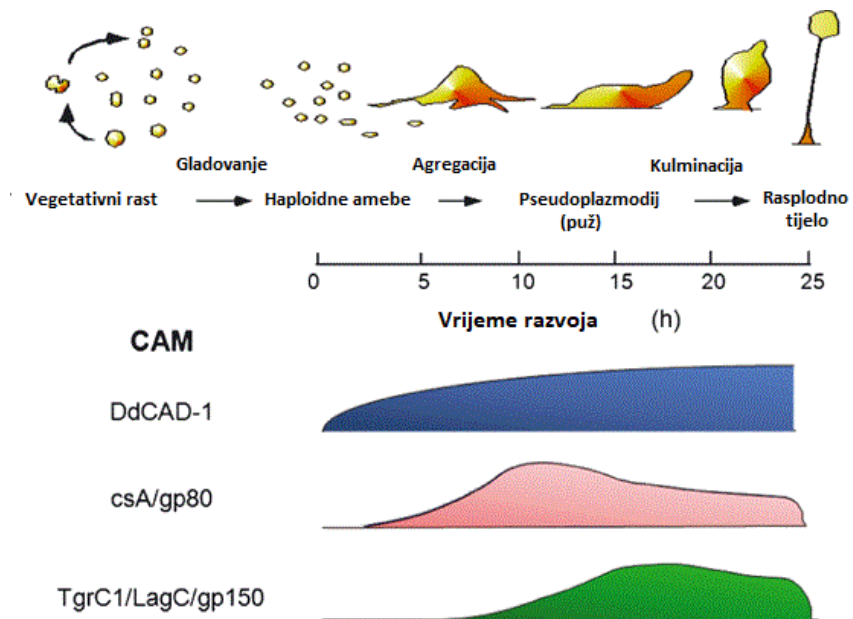 Gladovanje
Agregacija
Kulminacija
Vegetativni rast
Haploidne amebe
Pseudoplazmodij
(puž)
Rasplodno
tijelo
0 5 10 15 20 25
Vrijeme razvoja (h)
CAM
DdCAD-1
csA/gp80
TgrC1/LagC/gp150